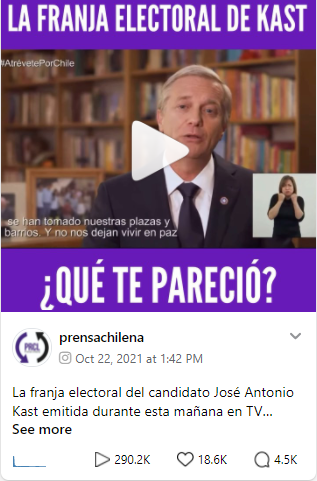 LA FRANJA ELECTORAL DE KAST
#AtrévetePorChile
se han tomado nuestras plazas y
barrios. Y no nos dejan vivir en paz
¿QUÉ TE PARECIÓ?
PRCL
prensachilena
Oct 22, 2021 at 1:42 PM
La franja electoral del candidato José Antonio
Kast emitida durante esta mañana en TV...
See more
290.2K 18.6K 4.5K